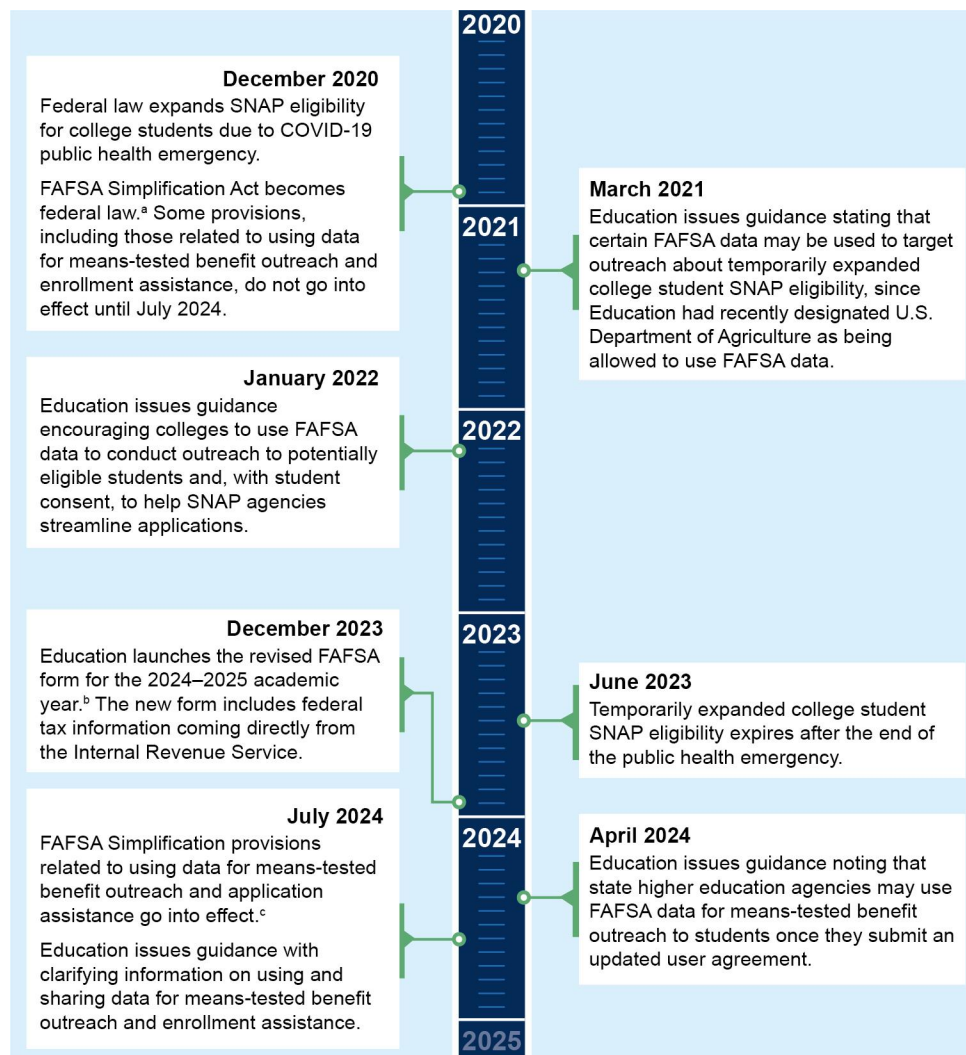 2020
December 2020
Federal law expands SNAP eligibility
for college students due to COVID-19
public health emergency.
FAFSA Simplification Act becomes
federal law.ᵃ Some provisions,
including those related to using data
for means-tested benefit outreach and
enrollment assistance, do not go into
effect until July 2024.
2021
March 2021
Education issues guidance stating that
certain FAFSA data may be used to target
outreach about temporarily expanded
college student SNAP eligibility, since
Education had recently designated U.S.
Department of Agriculture as being
allowed to use FAFSA data.
January 2022
Education issues guidance
encouraging colleges to use FAFSA
data to conduct outreach to potentially
eligible students and, with student
consent, to help SNAP agencies
streamline applications.
2022
2023
December 2023
Education launches the revised FAFSA
form for the 2024–2025 academic
year.ᵇ The new form includes federal
tax information coming directly from
the Internal Revenue Service.
June 2023
Temporarily expanded college student
SNAP eligibility expires after the end of
the public health emergency.
July 2024
FAFSA Simplification provisions
related to using data for means-tested
benefit outreach and application
assistance go into effect.ᶜ
Education issues guidance with
clarifying information on using and
sharing data for means-tested benefit
outreach and enrollment assistance.
2024
April 2024
Education issues guidance noting that
state higher education agencies may use
FAFSA data for means-tested benefit
outreach to students once they submit an
updated user agreement.
2025